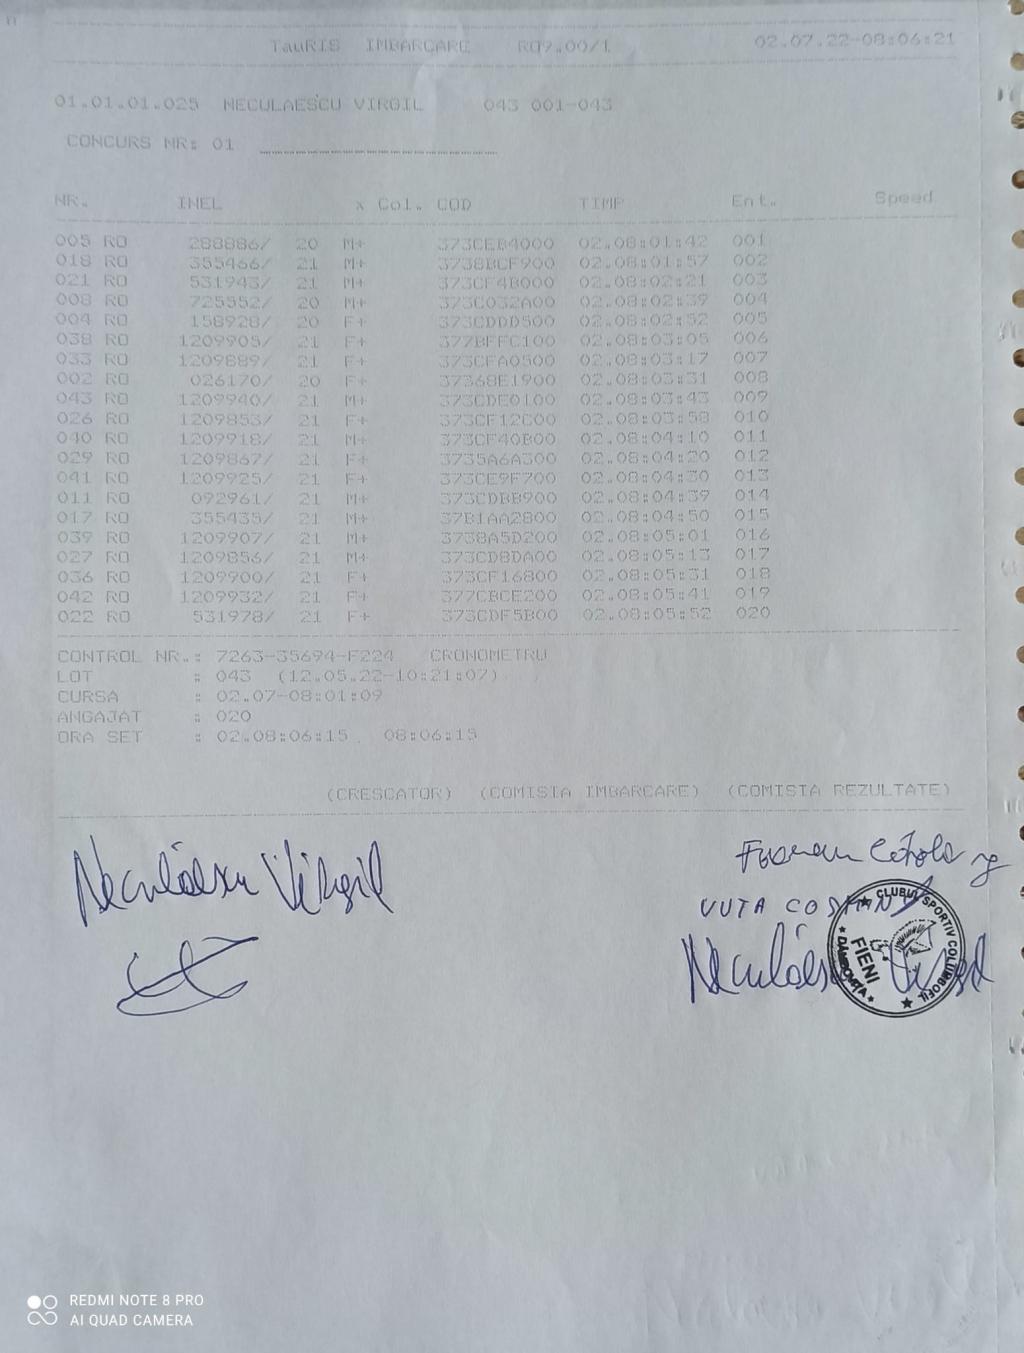 TauRIS IMBARCARE R09.00/1 02.07.22-08:06:21
01.01.01.025 NECULAESCU VIRGIL 043 001-043
CONCURS NR: 01
NR. INEL x Col. COD TIMP Ent. Speed
005 RO 288886/ 20 M+ 373CEB4000 02.08:01:42 001
018 RO 355466/ 21 M+ 3738BCF900 02.08:01:57 002
021 RO 531943/ 21 M+ 373CF4B000 02.08:02:21 003
008 RO 725552/ 20 M+ 373C032A00 02.08:02:39 004
004 RO 158928/ 20 F+ 373CDDD500 02.08:02:52 005
038 RO 1209905/ 21 F+ 377BFFC100 02.08:03:05 006
033 RO 1209889/ 21 F+ 373CFA0500 02.08:03:17 007
002 RO 026170/ 20 F+ 37368E1900 02.08:03:31 008
043 RO 1209940/ 21 M+ 373CDE0100 02.08:03:43 009
026 RO 1209853/ 21 F+ 373CF12C00 02.08:03:58 010
040 RO 1209918/ 21 M+ 373CF40B00 02.08:04:10 011
029 RO 1209867/ 21 F+ 3735A6A300 02.08:04:20 012
041 RO 1209925/ 21 F+ 373CE9F700 02.08:04:30 013
011 RO 092961/ 21 M+ 373CDBB900 02.08:04:39 014
017 RO 355435/ 21 M+ 37B1AA2800 02.08:04:50 015
039 RO 1209907/ 21 M+ 3738A5D200 02.08:05:01 016
027 RO 1209856/ 21 M+ 373CD8DA00 02.08:05:13 017
036 RO 1209900/ 21 F+ 373CF16800 02.08:05:31 018
042 RO 1209932/ 21 F+ 377CBCE200 02.08:05:41 019
022 RO 531978/ 21 F+ 373CDF5B00 02.08:05:52 020
CONTROL NR.: 7263-35694-F224 CRONOMETRU
LOT : 043 (12.05.22-10:21:07)
CURSA : 02.07-08:01:09
ANGAJAT : 020
ORA SET : 02.08:06:15 08:06:15
(CRESCATOR) (COMISIA IMBARCARE) (COMISIA REZULTATE)
Neculăescu Virgil
VUTA COSMIN
Neculăescu Virgil
CLUBUL SPORTIV COLUMBOFIL
FIENI
DÂMBOVIȚA
REDMI NOTE 8 PRO
AI QUAD CAMERA